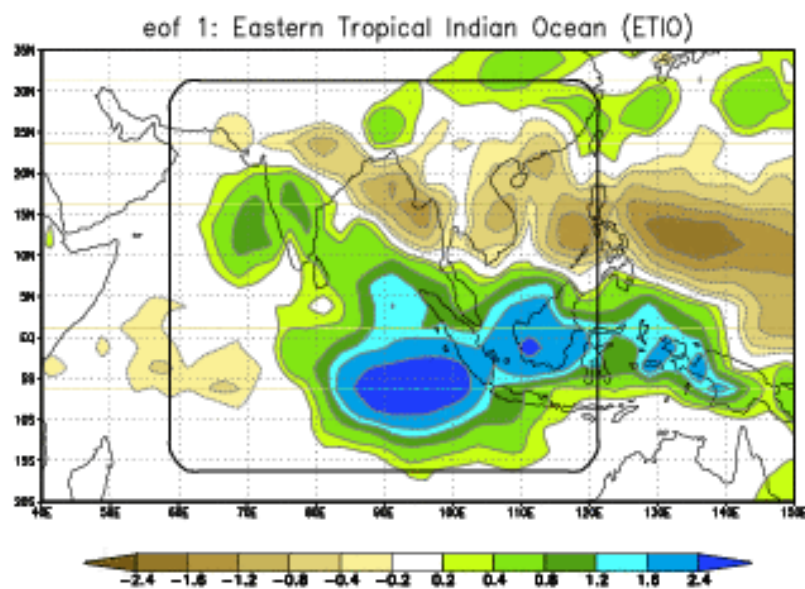 eof 1: Eastern Tropical Indian Ocean (ETIO)
35N
30N
25N
20N
15N
10N
5N
EQ
5S
10S
15S
20S
40E 50E 60E 70E 80E 90E 100E 110E 120E 130E 140E 150E
-2.4 -1.6 -1.2 -0.8 -0.4 -0.2 0.2 0.4 0.8 1.2 1.6 2.4